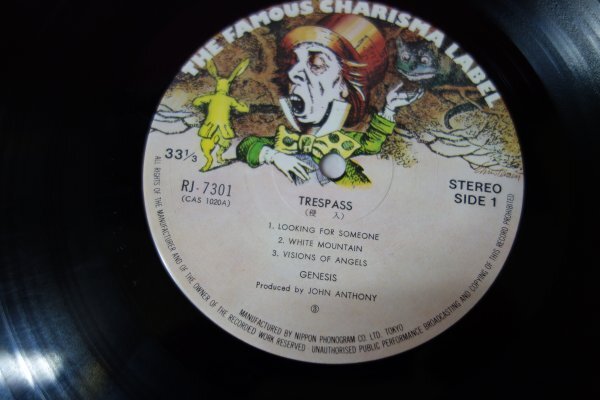 THE FAMOUS CHARISMA LABEL
33 1/3
RJ-7301
(CAS 1020A)
STEREO
SIDE 1
TRESPASS
(侵 入)
1. LOOKING FOR SOMEONE
2. WHITE MOUNTAIN
3. VISIONS OF ANGELS
GENESIS
Produced by JOHN ANTHONY
ALL RIGHTS OF THE MANUFACTURER AND OF THE OWNER OF THE RECORDED WORK RESERVED UNAUTHORISED PUBLIC PERFORMANCE BROADCASTING AND COPYING OF THIS RECORD PROHIBITED
MANUFACTURED BY NIPPON PHONOGRAM CO. LTD. TOKYO